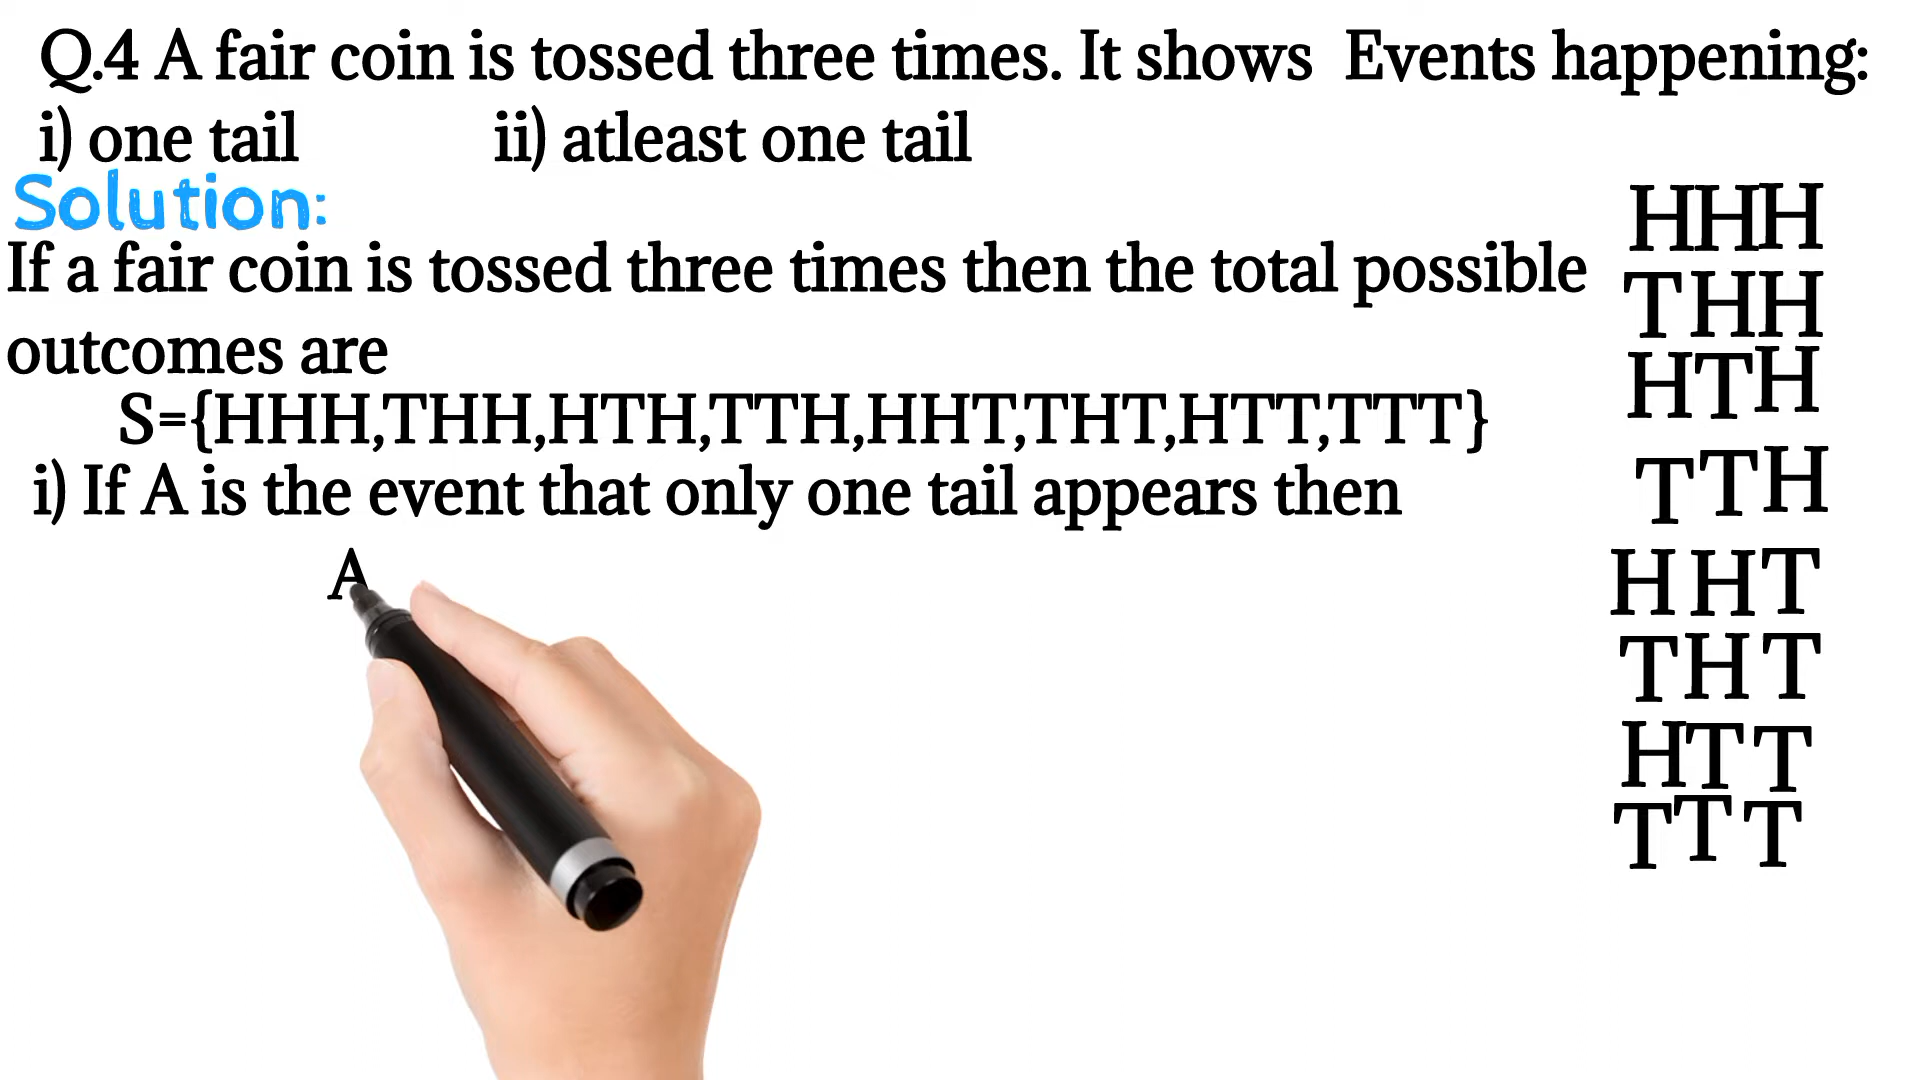 Q.4 A fair coin is tossed three times. It shows Events happening:
i) one tail ii) atleast one tail
Solution:
If a fair coin is tossed three times then the total possible
outcomes are
S={HHH,THH,HTH,TTH,HHT,THT,HTT,TTT}
i) If A is the event that only one tail appears then
A
HHH
THH
HTH
TTH
HHT
THT
HTT
TTT